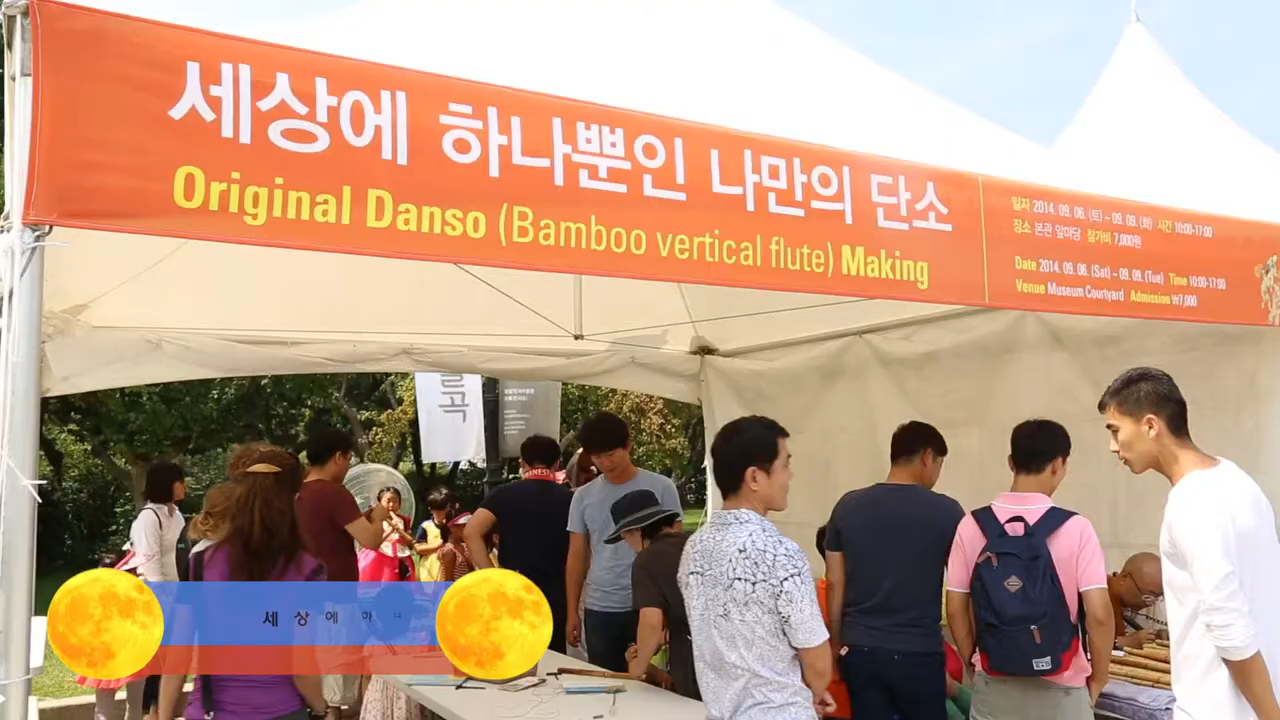 세상에 하나뿐인 나만의 단소
Original Danso (Bamboo vertical flute) Making
일자 2014. 09. 06. (토) ~ 09. 09. (화) 시간 10:00-17:00
장소 본관 앞마당 참가비 7,000원
Date 2014. 09. 06. (Sat) ~ 09. 09. (Tue) Time 10:00-17:00
Venue Museum Courtyard Admission ₩7,000
곡
세상에 하나